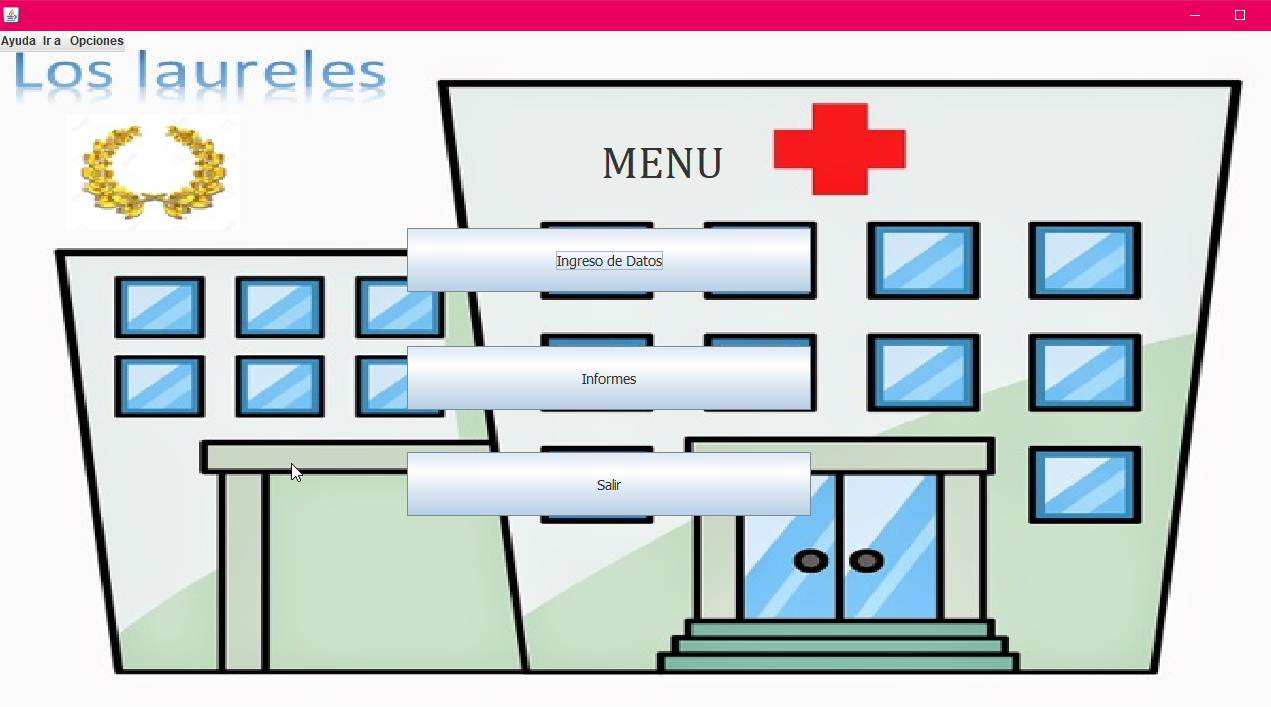 Ayuda Ir a Opciones
Los laureles
MENU
Ingreso de Datos
Informes
Salir